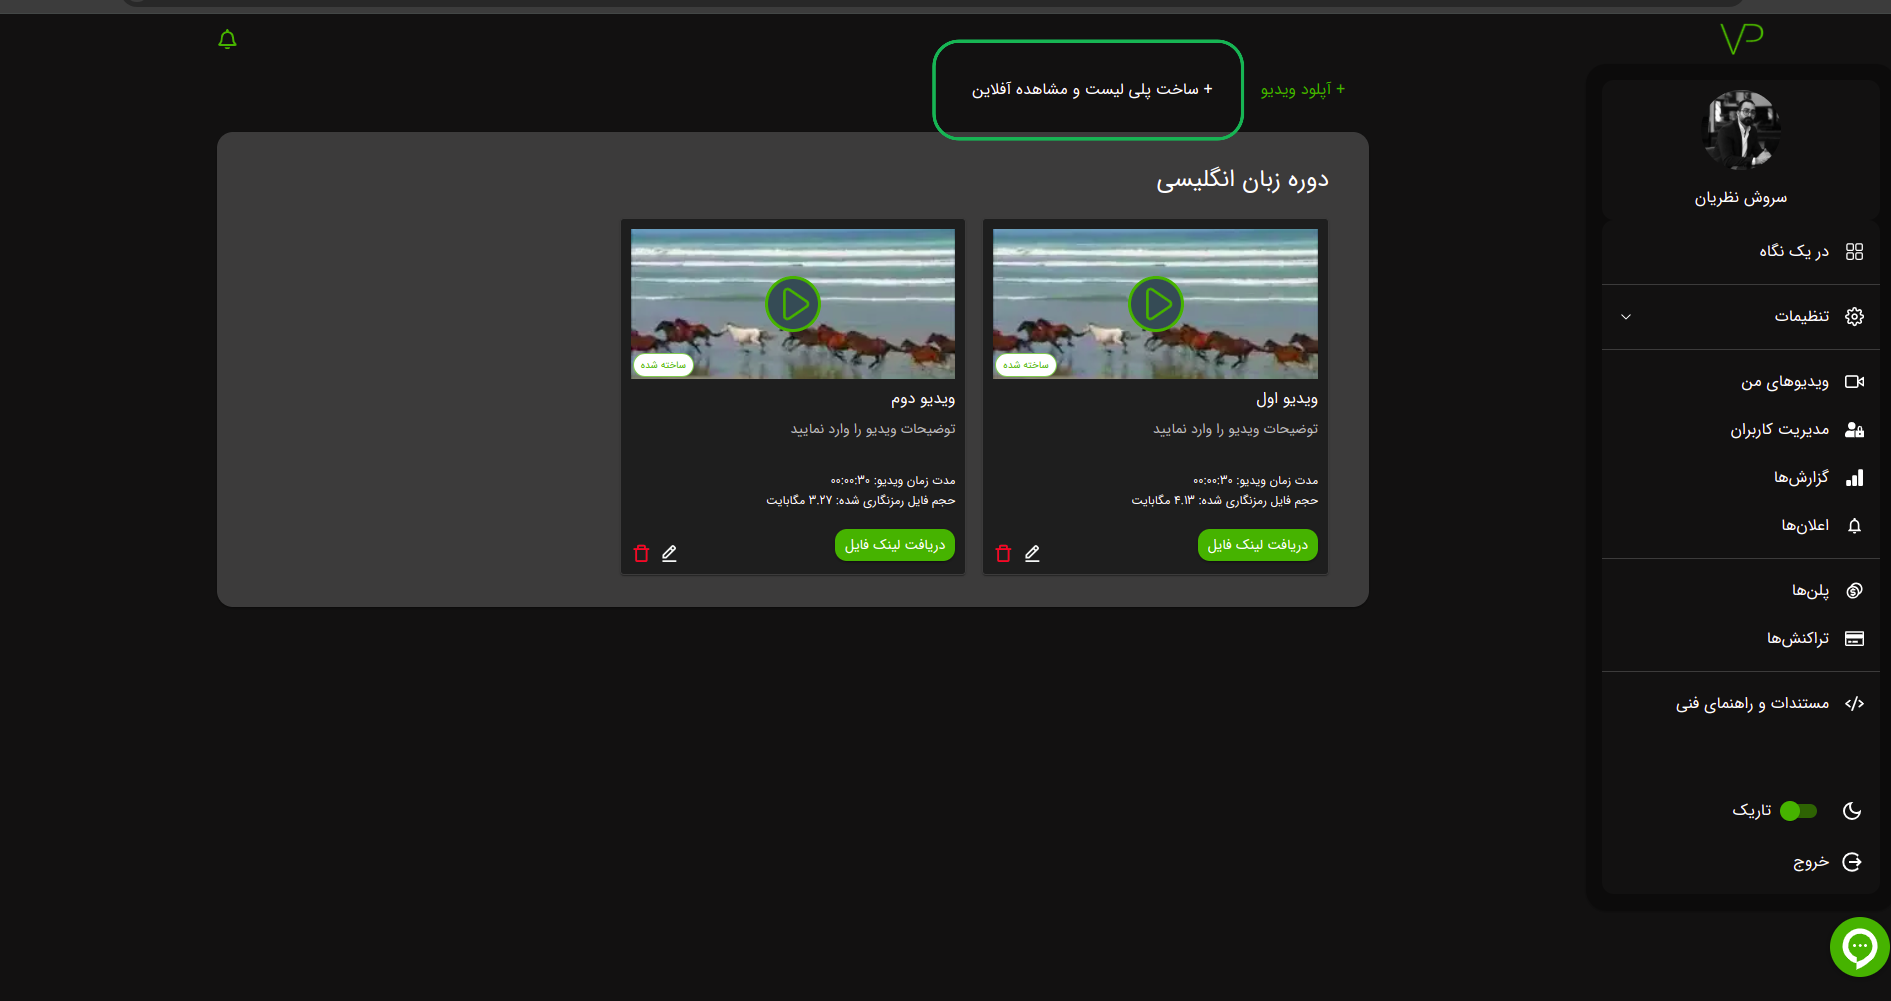 VP
+ آپلود ویدیو
+ ساخت پلی لیست و مشاهده آفلاین
سروش نظریان
در یک نگاه
تنظیمات
ویدیوهای من
مدیریت کاربران
گزارش‌ها
اعلان‌ها
پلن‌ها
تراکنش‌ها
مستندات و راهنمای فنی
تاریک
خروج
دوره زبان انگلیسی
ساخته شده
ویدیو اول
توضیحات ویدیو را وارد نمایید
مدت زمان ویدیو: ۰۰:۰۰:۳۰
حجم فایل رمزنگاری شده: ۴.۱۳ مگابایت
دریافت لینک فایل
ساخته شده
ویدیو دوم
توضیحات ویدیو را وارد نمایید
مدت زمان ویدیو: ۰۰:۰۰:۳۰
حجم فایل رمزنگاری شده: ۳.۲۷ مگابایت
دریافت لینک فایل